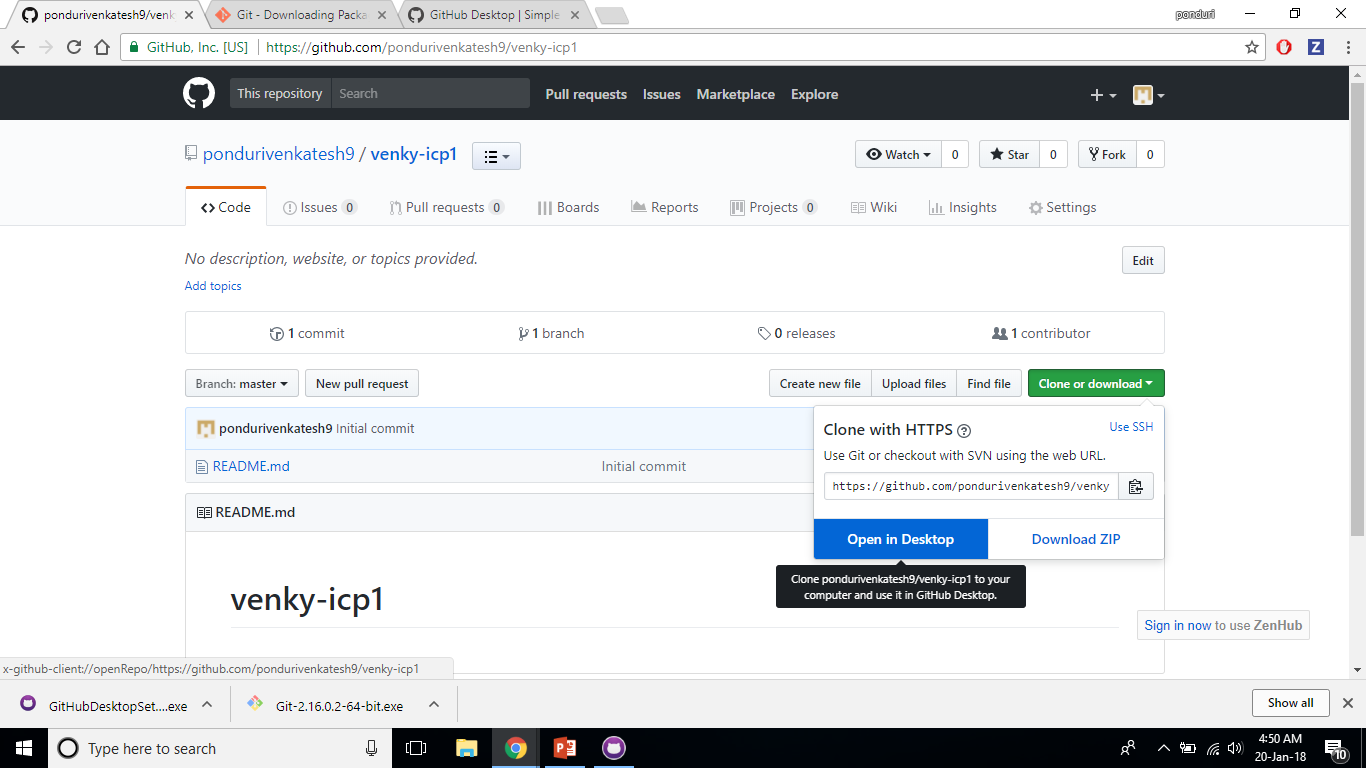 pondurivenkatesh9/venk
Git - Downloading Packa
GitHub Desktop | Simple
ponduri
GitHub, Inc. [US] https://github.com/pondurivenkatesh9/venky-icp1
Z
This repository Search Pull requests Issues Marketplace Explore
pondurivenkatesh9 / venky-icp1
Watch 0 Star 0 Fork 0
Code Issues 0 Pull requests 0 Boards Reports Projects 0 Wiki Insights Settings
No description, website, or topics provided.
Edit
Add topics
1 commit 1 branch 0 releases 1 contributor
Branch: master New pull request Create new file Upload files Find file Clone or download
pondurivenkatesh9 Initial commit
README.md Initial commit
Clone with HTTPS ? Use SSH
Use Git or checkout with SVN using the web URL.
https://github.com/pondurivenkatesh9/venky
Open in Desktop Download ZIP
Clone pondurivenkatesh9/venky-icp1 to your
computer and use it in GitHub Desktop.
README.md
venky-icp1
Sign in now to use ZenHub
x-github-client://openRepo/https://github.com/pondurivenkatesh9/venky-icp1
GitHubDesktopSet....exe Git-2.16.0.2-64-bit.exe Show all
Type here to search
4:50 AM
20-Jan-18
10